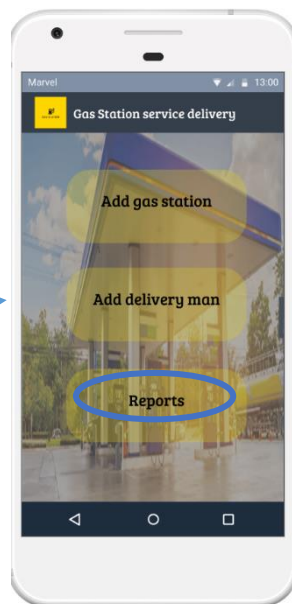 Marvel
13:00
Gas Station service delivery
Add gas station
Add delivery man
Reports